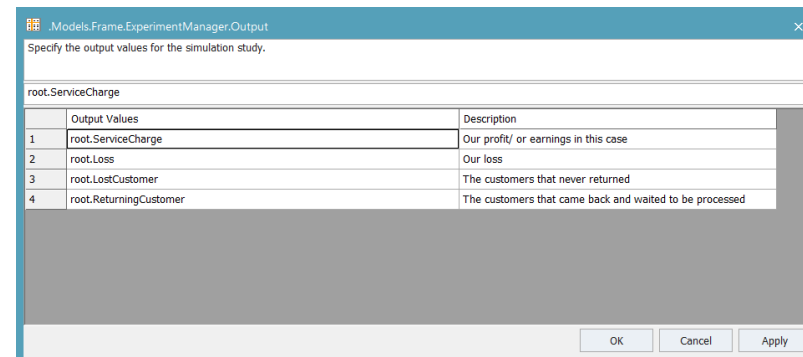 .Models.Frame.ExperimentManager.Output
Specify the output values for the simulation study.
root.ServiceCharge
Output Values Description
1 root.ServiceCharge Our profit/ or earnings in this case
2 root.Loss Our loss
3 root.LostCustomer The customers that never returned
4 root.ReturningCustomer The customers that came back and waited to be processed
OK Cancel Apply